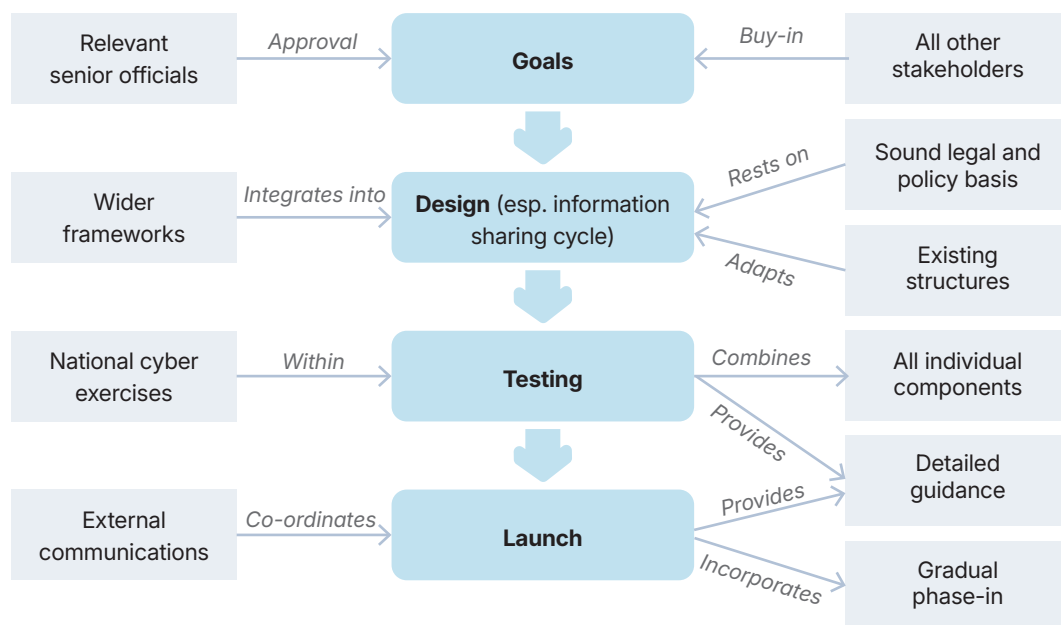 Relevant
senior officials
Approval
Goals
Buy-in
All other
stakeholders
Wider
frameworks
Integrates into
Design (esp. information
sharing cycle)
Rests on
Sound legal and
policy basis
Adapts
Existing
structures
National cyber
exercises
Within
Testing
Combines
All individual
components
Provides
Detailed
guidance
External
communications
Co-ordinates
Launch
Provides
Incorporates
Gradual
phase-in